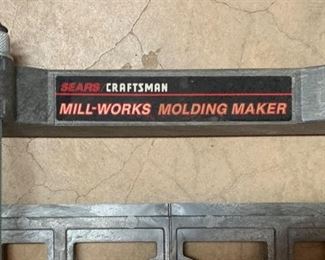 SEARS / CRAFTSMAN
MILL-WORKS MOLDING MAKER